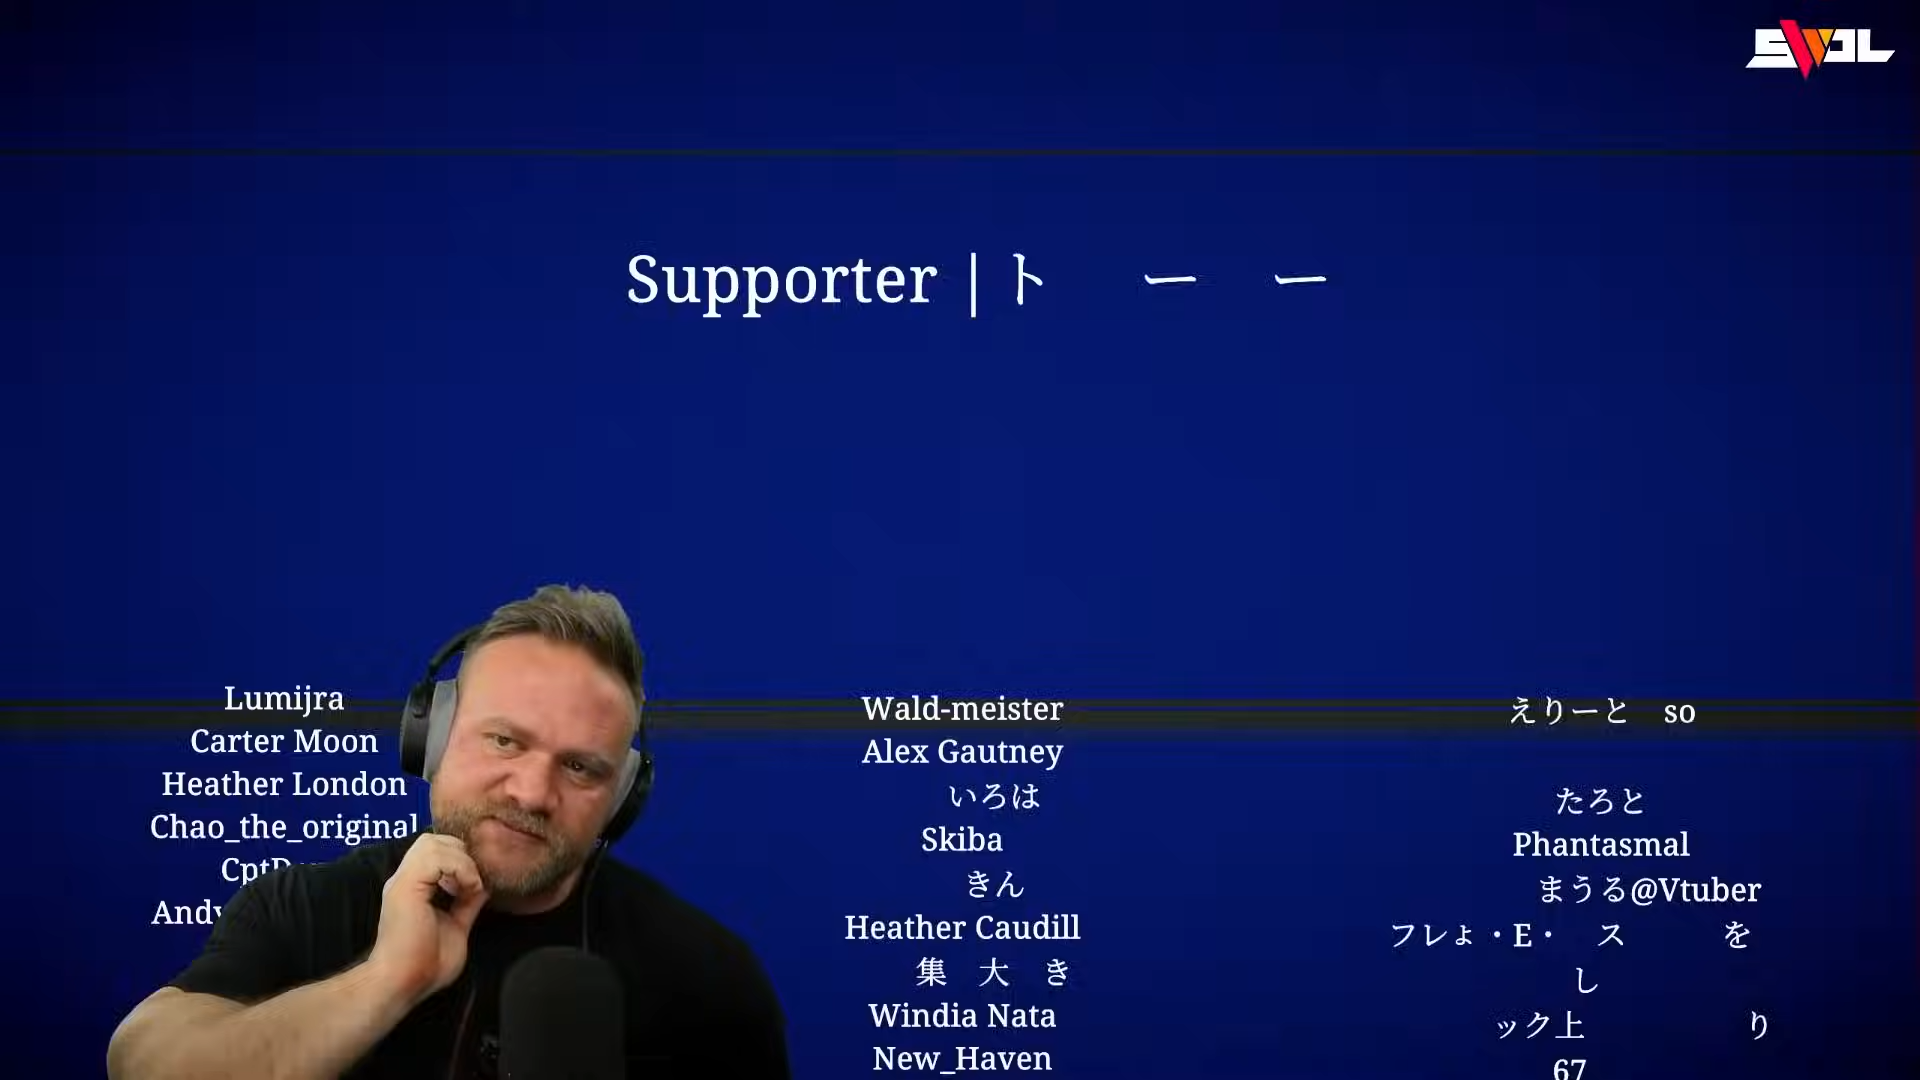 SWOL
Supporter | ト　ー　ー
Lumijra
Carter Moon
Heather London
Chao_the_original
Wald-meister
Alex Gautney
いろは
Skiba
きん
Heather Caudill
集　大　き
Windia Nata
New_Haven
えりーと　so
たろと
Phantasmal
まうる@Vtuber
フレょ・E・　ス　　　を
し
ック上　　　　　り
67